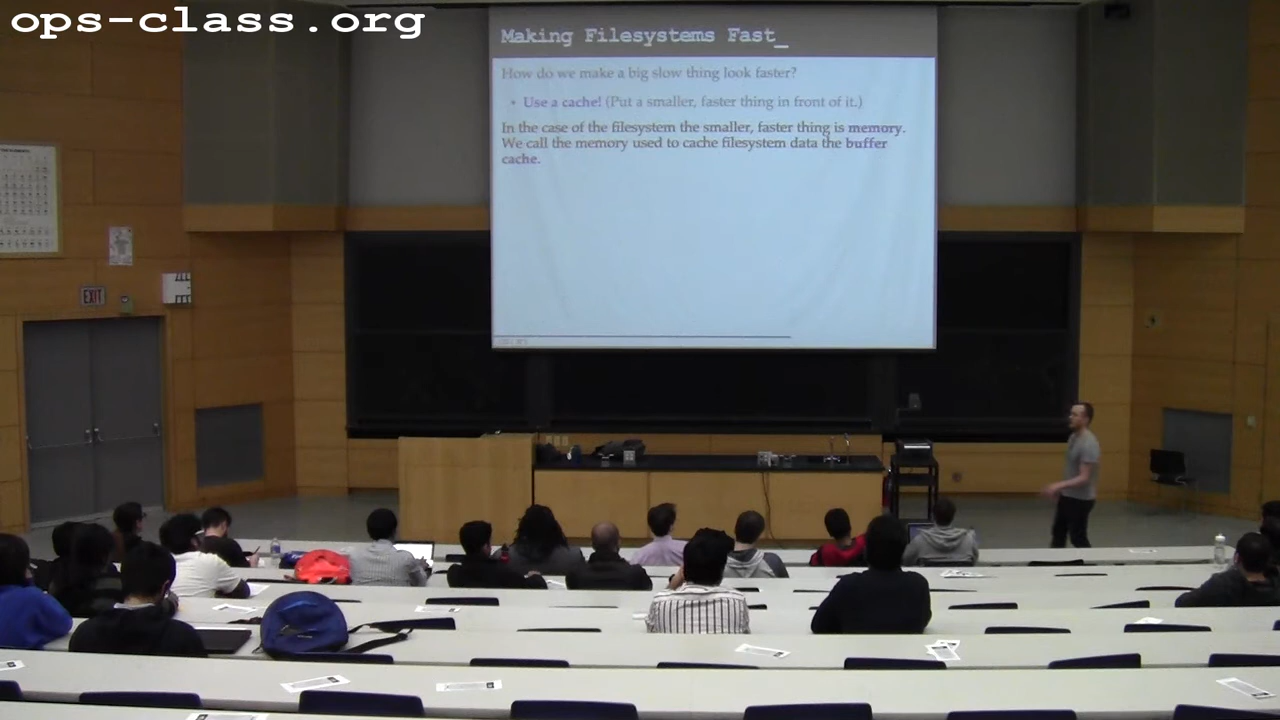 ops-class.org
Making Filesystems Fast_
How do we make a big slow thing look faster?
• Use a cache! (Put a smaller, faster thing in front of it.)
In the case of the filesystem the smaller, faster thing is memory.
We call the memory used to cache filesystem data the buffer
cache.
EXIT